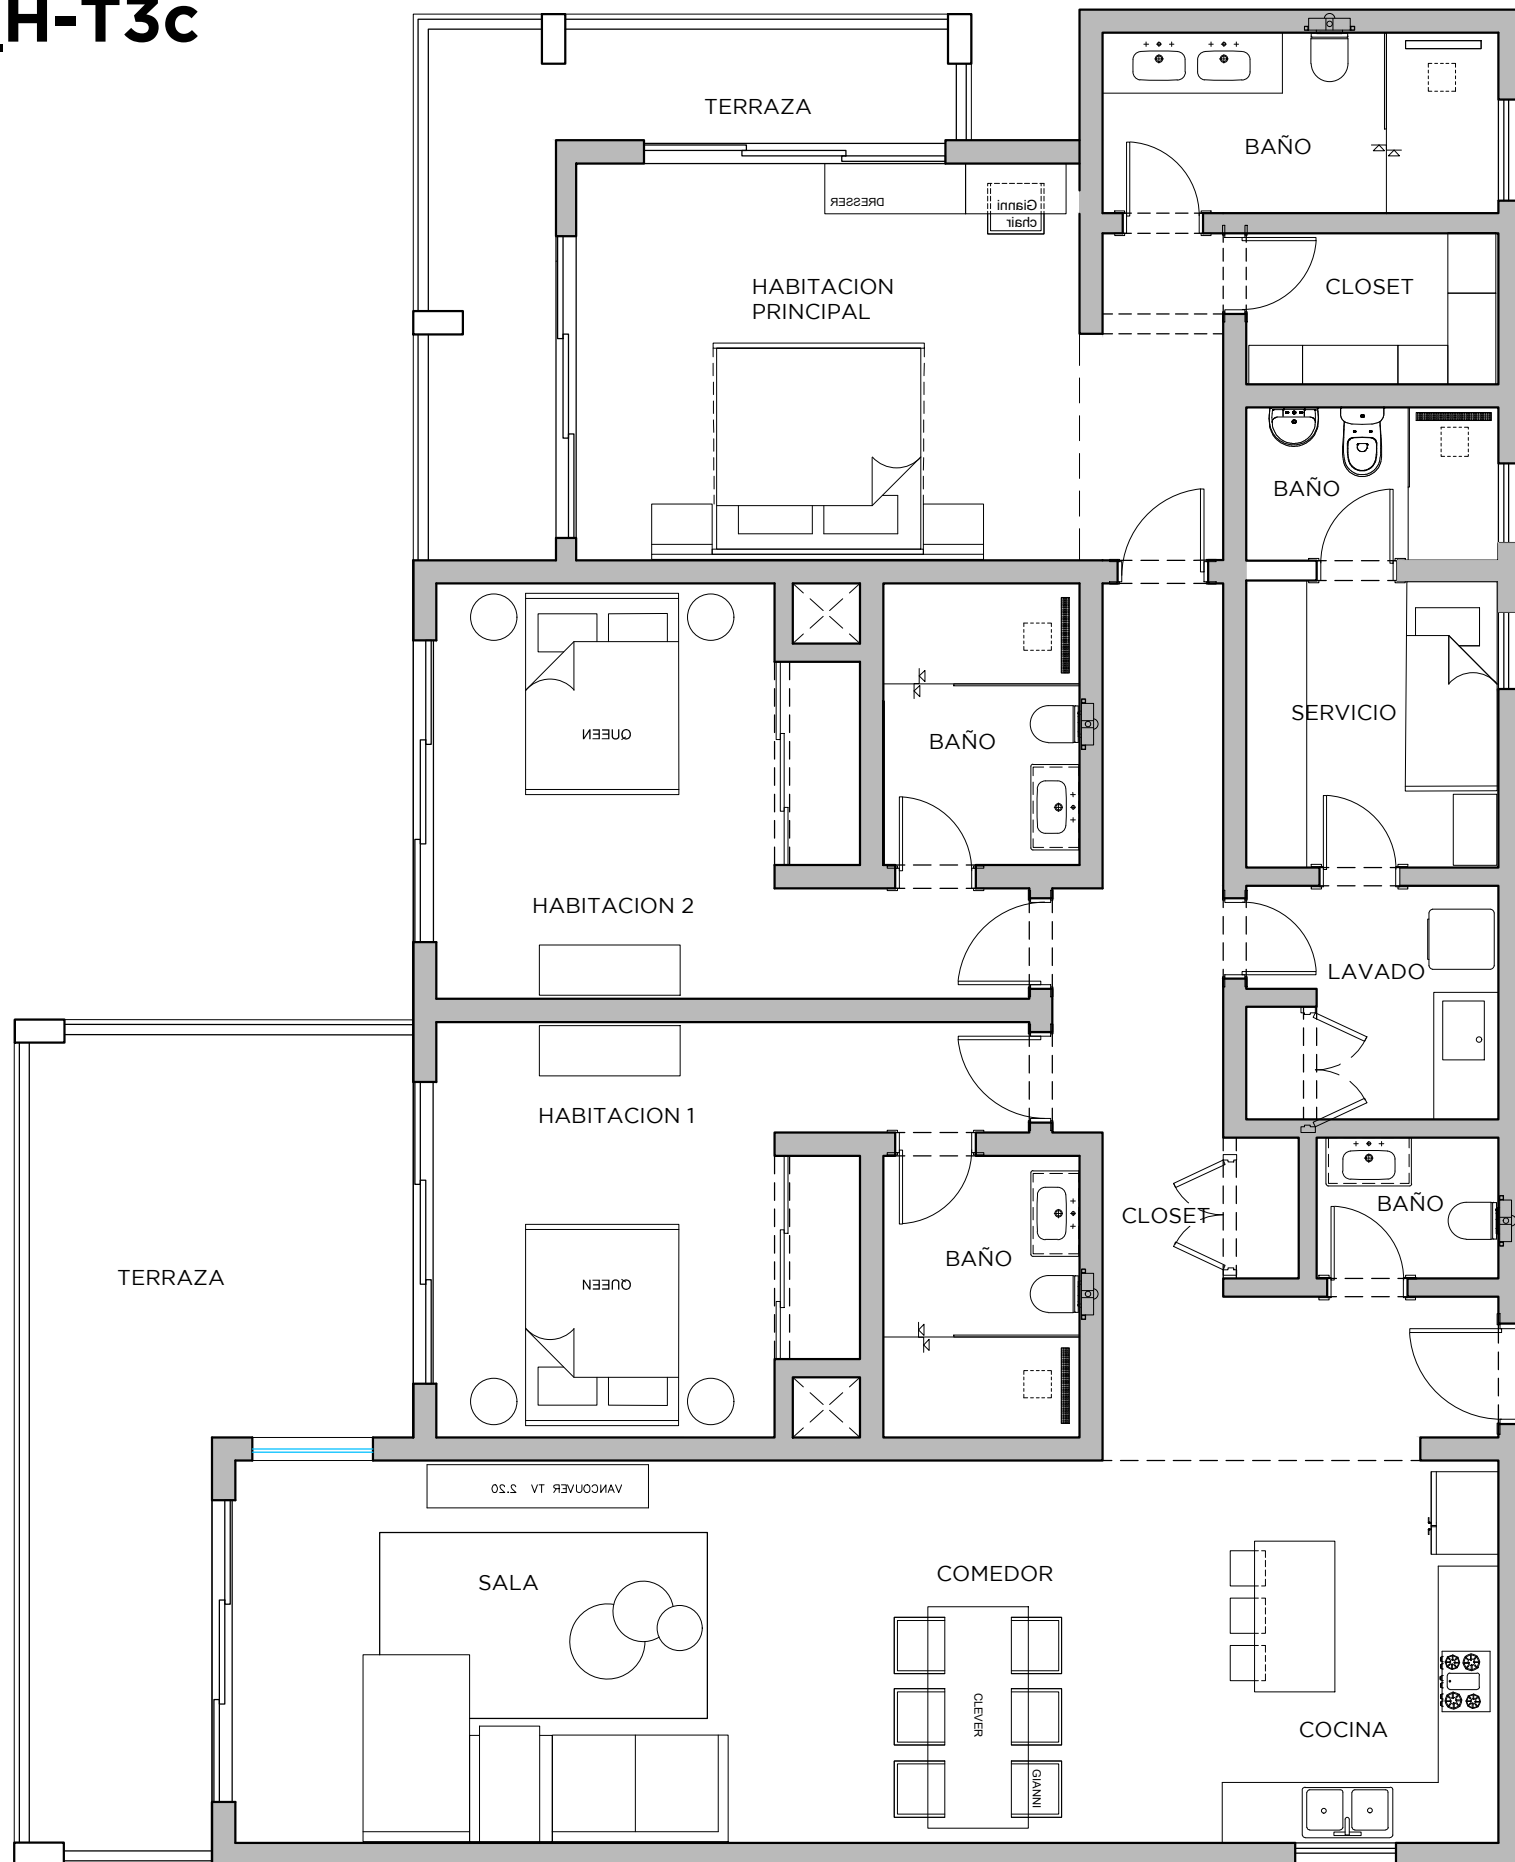 H-T3c
TERRAZA
BAÑO
DRESSER
Gianni
chair
HABITACION
PRINCIPAL
CLOSET
BAÑO
QUEEN
BAÑO
SERVICIO
HABITACION 2
LAVADO
HABITACION 1
BAÑO
CLOSET
BAÑO
TERRAZA
QUEEN
VANCOUVER TV 2.20
SALA
COMEDOR
CLEVER
GIANNI
COCINA